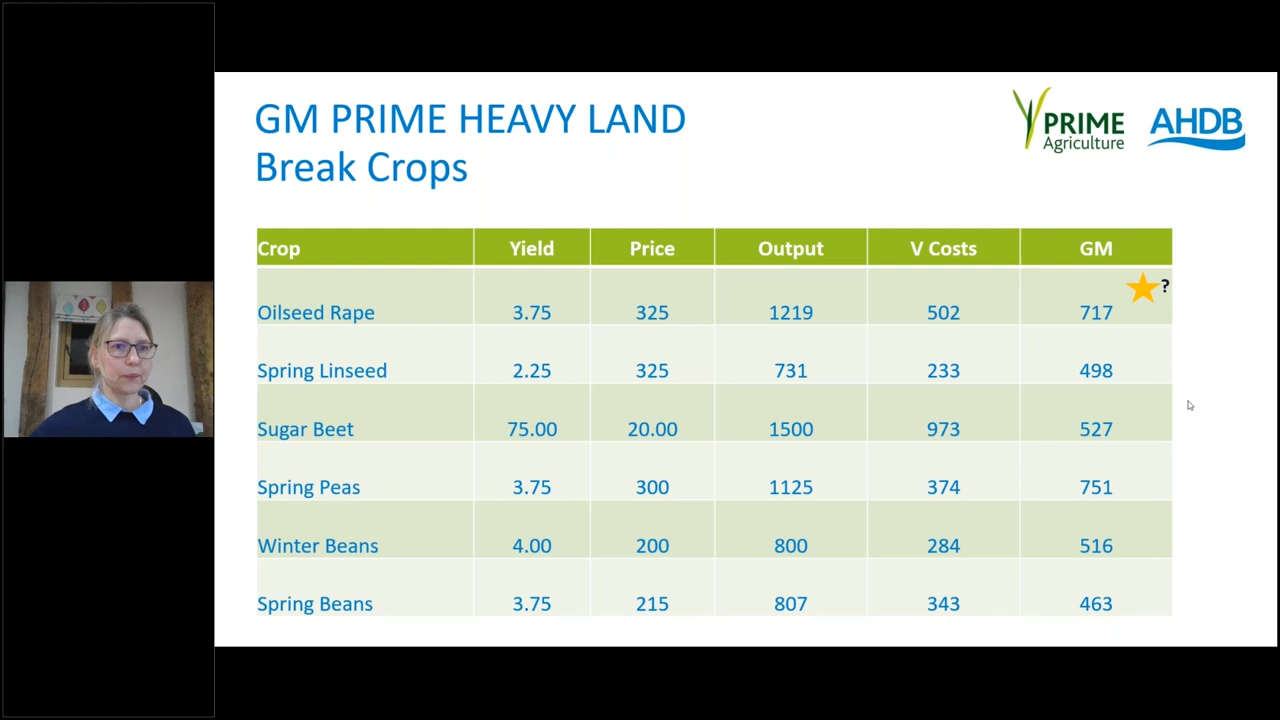 GM PRIME HEAVY LAND
Break Crops
PRIME
Agriculture
AHDB
Crop Yield Price Output V Costs GM
Oilseed Rape 3.75 325 1219 502 717 ?
Spring Linseed 2.25 325 731 233 498
Sugar Beet 75.00 20.00 1500 973 527
Spring Peas 3.75 300 1125 374 751
Winter Beans 4.00 200 800 284 516
Spring Beans 3.75 215 807 343 463